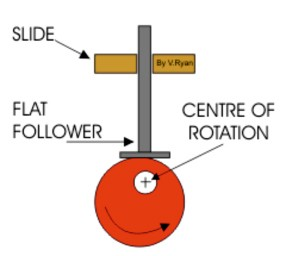 SLIDE
By V.Ryan
FLAT
FOLLOWER
CENTRE OF
ROTATION